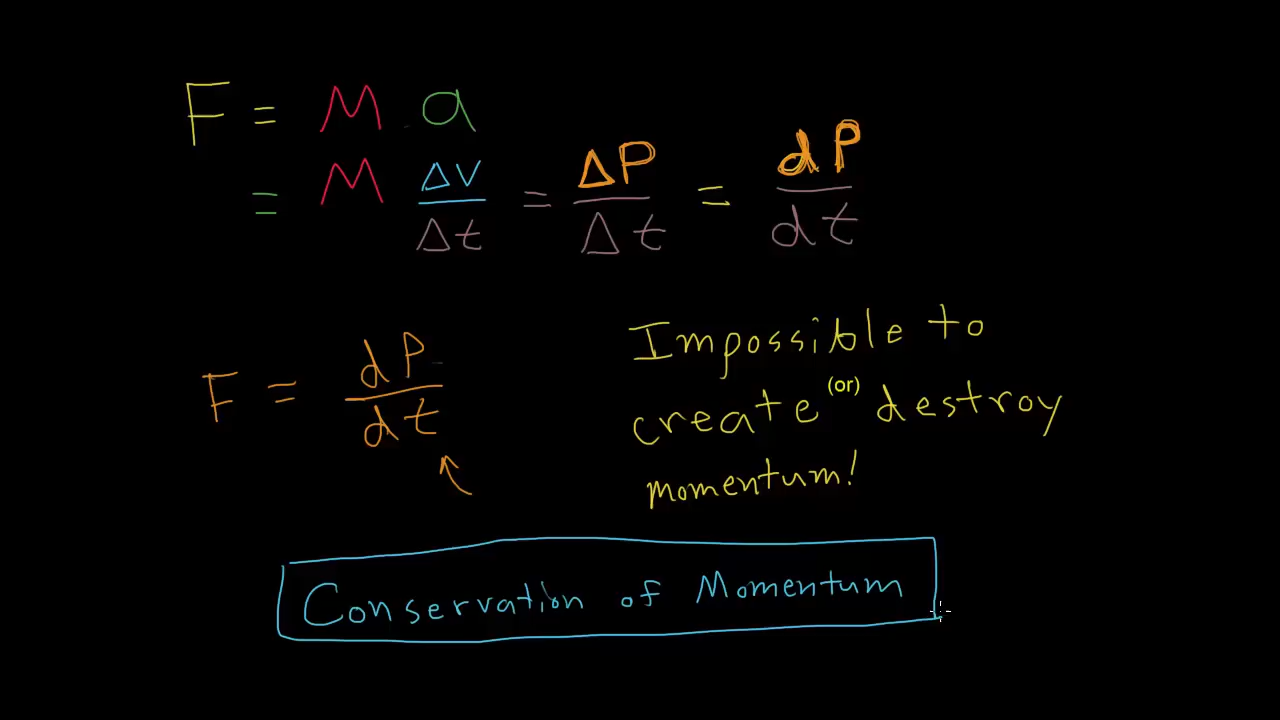 F = M a
= M ΔV/Δt = ΔP/Δt = dP/dt
F = dP/dt
Impossible to
create (or) destroy
momentum!
Conservation of Momentum